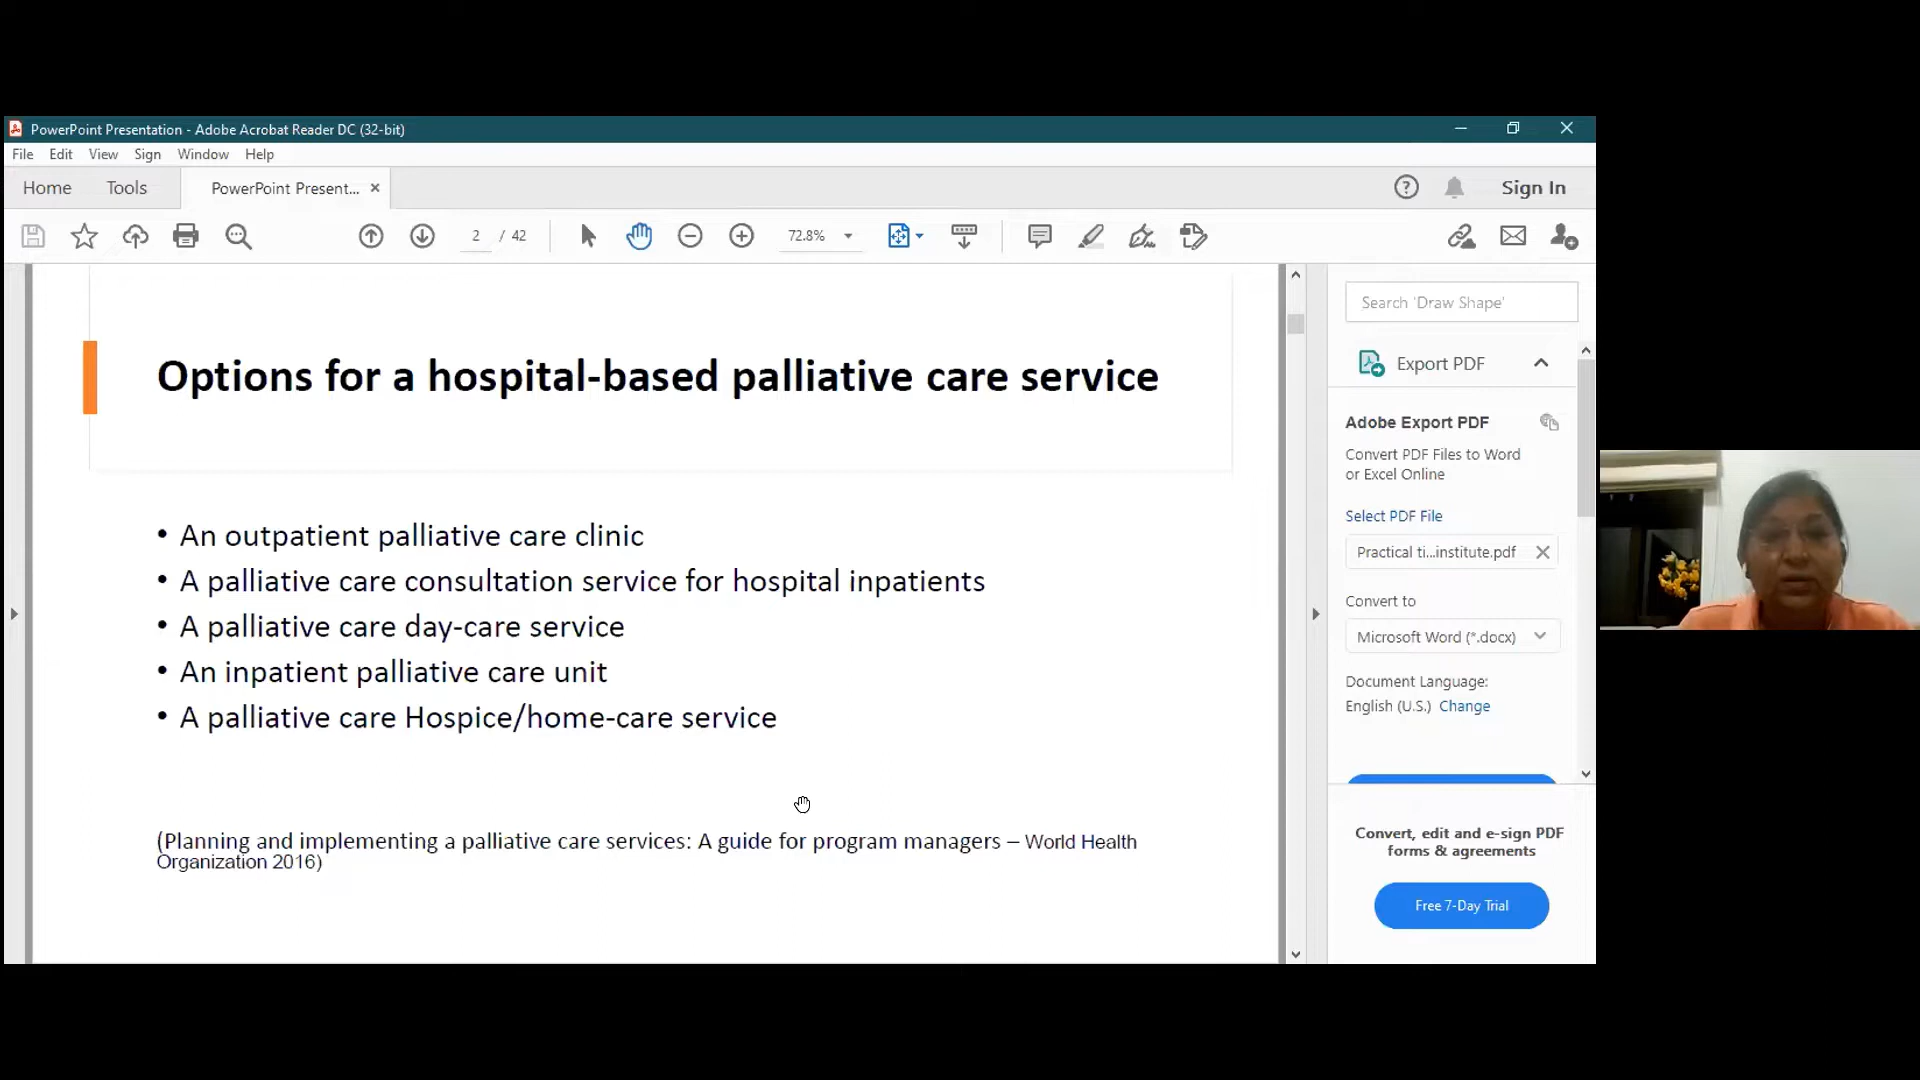 PowerPoint Presentation - Adobe Acrobat Reader DC (32-bit)
File Edit View Sign Window Help
Home Tools PowerPoint Present... Sign In
2 / 42 72.8%
Options for a hospital-based palliative care service
• An outpatient palliative care clinic
• A palliative care consultation service for hospital inpatients
• A palliative care day-care service
• An inpatient palliative care unit
• A palliative care Hospice/home-care service
(Planning and implementing a palliative care services: A guide for program managers – World Health
Organization 2016)
Search 'Draw Shape'
Export PDF
Adobe Export PDF
Convert PDF Files to Word
or Excel Online
Select PDF File
Practical ti...institute.pdf
Convert to
Microsoft Word (*.docx)
Document Language:
English (U.S.) Change
Convert, edit and e-sign PDF
forms & agreements
Free 7-Day Trial